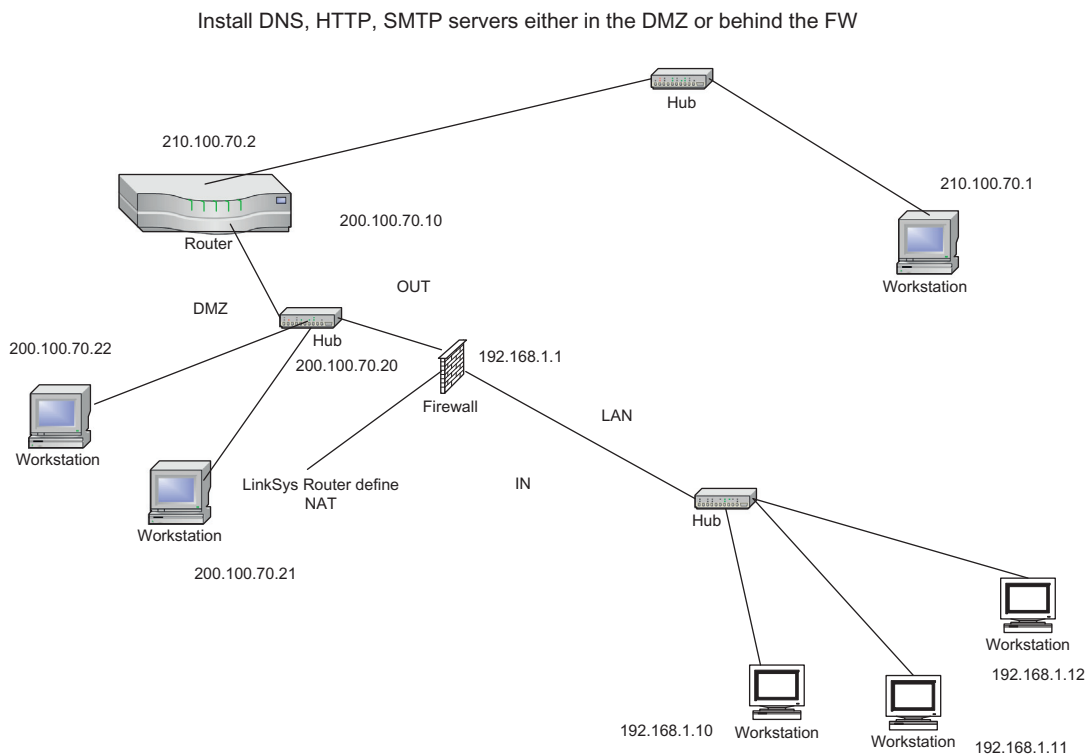 Install DNS, HTTP, SMTP servers either in the DMZ or behind the FW
Hub
210.100.70.2
210.100.70.1
200.100.70.10
Router
Workstation
OUT
DMZ
Hub
200.100.70.22
200.100.70.20
192.168.1.1
Firewall
LAN
Workstation
LinkSys Router define
NAT
IN
Hub
Workstation
200.100.70.21
Workstation
192.168.1.12
192.168.1.10
Workstation
Workstation
192.168.1.11